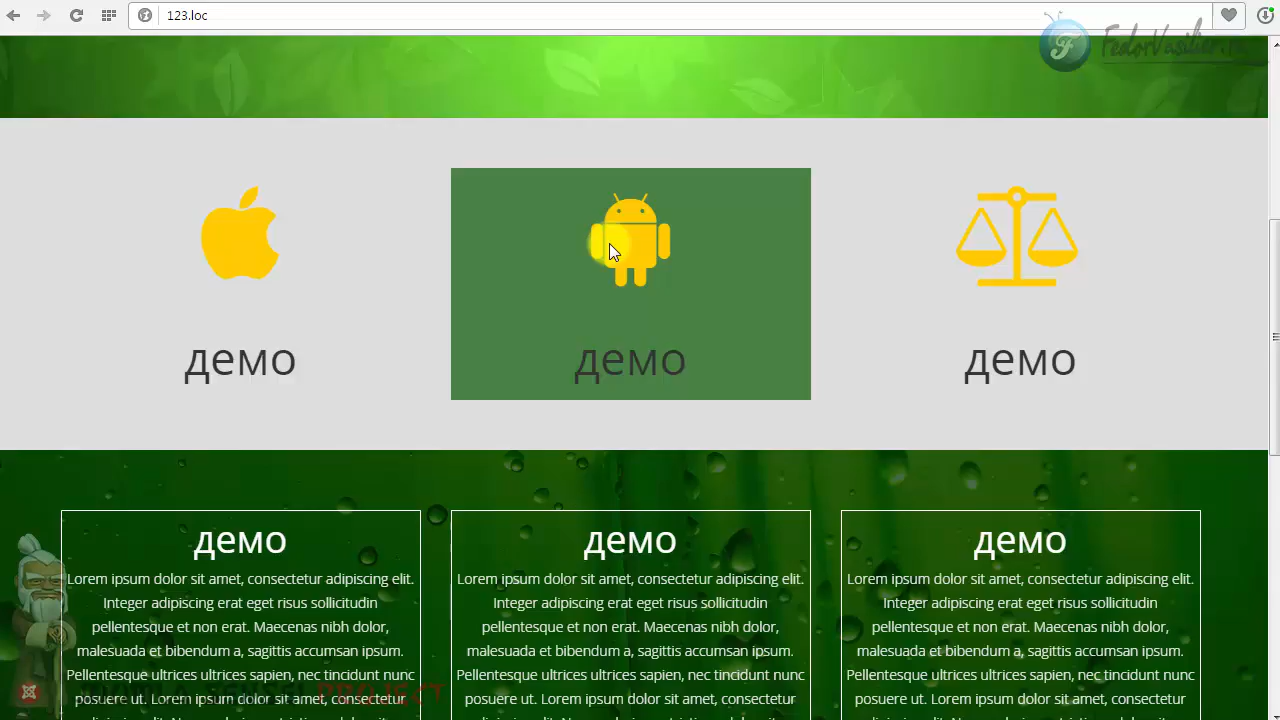 123.loc
FedorVasiliev.ru
демо
демо
демо
демо
Lorem ipsum dolor sit amet, consectetur adipiscing elit.
Integer adipiscing erat eget risus sollicitudin
pellentesque et non erat. Maecenas nibh dolor,
malesuada et bibendum a, sagittis accumsan ipsum.
Pellentesque ultrices ultrices sapien, nec tincidunt nunc
posuere ut. Lorem ipsum dolor sit amet, consectetur
демо
Lorem ipsum dolor sit amet, consectetur adipiscing elit.
Integer adipiscing erat eget risus sollicitudin
pellentesque et non erat. Maecenas nibh dolor,
malesuada et bibendum a, sagittis accumsan ipsum.
Pellentesque ultrices ultrices sapien, nec tincidunt nunc
posuere ut. Lorem ipsum dolor sit amet, consectetur
демо
Lorem ipsum dolor sit amet, consectetur adipiscing elit.
Integer adipiscing erat eget risus sollicitudin
pellentesque et non erat. Maecenas nibh dolor,
malesuada et bibendum a, sagittis accumsan ipsum.
Pellentesque ultrices ultrices sapien, nec tincidunt nunc
posuere ut. Lorem ipsum dolor sit amet, consectetur
PROJECT